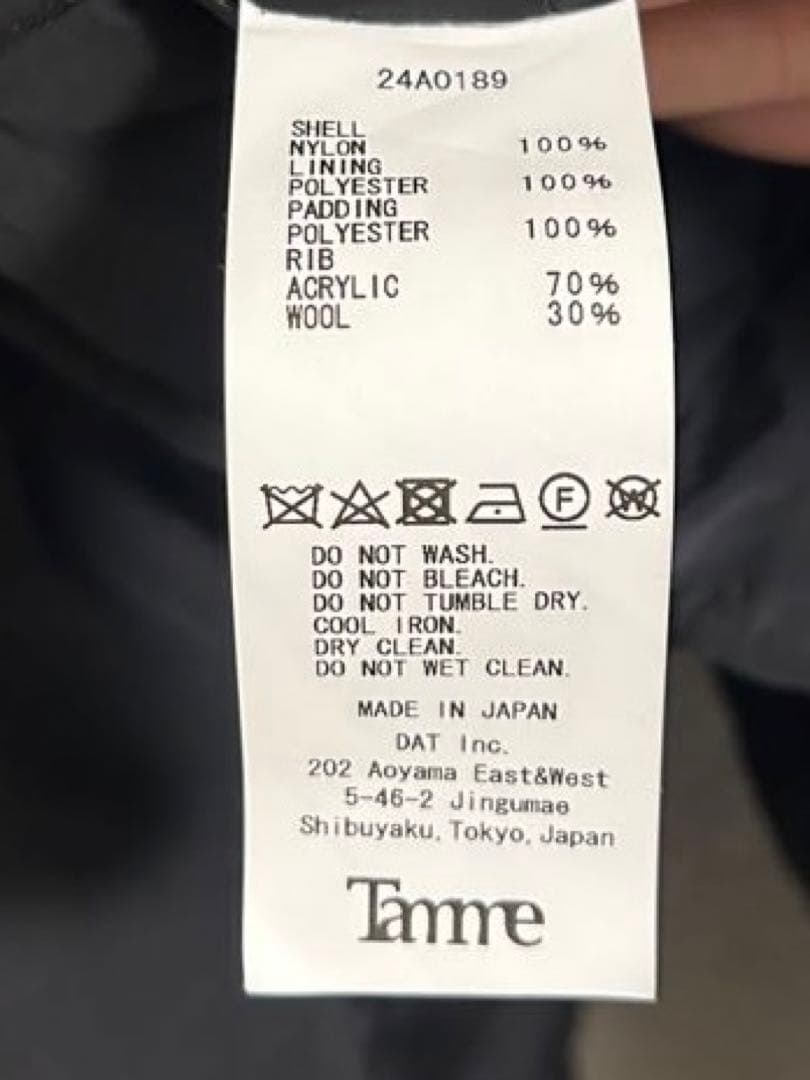 24A0189
SHELL
NYLON 100%
LINING
POLYESTER 100%
PADDING
POLYESTER 100%
RIB
ACRYLIC 70%
WOOL 30%
F W
DO NOT WASH.
DO NOT BLEACH.
DO NOT TUMBLE DRY.
COOL IRON.
DRY CLEAN.
DO NOT WET CLEAN.
MADE IN JAPAN
DAT Inc.
202 Aoyama East&West
5-46-2 Jingumae
Shibuyaku, Tokyo, Japan
Tamme